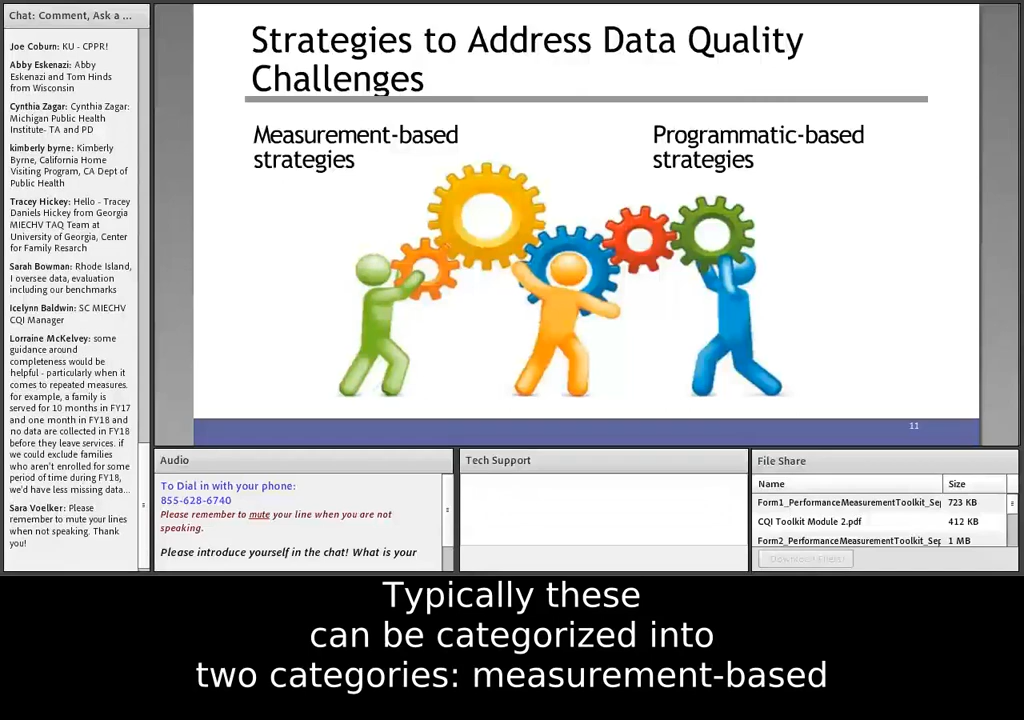 Chat: Comment, Ask a ...
Joe Coburn: KU - CPPR!
Abby Eskenazi: Abby
Eskenazi and Tom Hinds
from Wisconsin
Cynthia Zagar: Cynthia Zagar:
Michigan Public Health
Institute- TA and PD
kimberly byrne: Kimberly
Byrne, California Home
Visiting Program, CA Dept of
Public Health
Tracey Hickey: Hello - Tracey
Daniels Hickey from Georgia
MIECHV TAQ Team at
University of Georgia, Center
for Family Resarch
Sarah Bowman: Rhode Island,
I oversee data, evaluation
including our benchmarks
Icelynn Baldwin: SC MIECHV
CQI Manager
Lorraine McKelvey: some
guidance around
completeness would be
helpful - particularly when it
comes to repeated measures.
for example, a family is
served for 10 months in FY17
and one month in FY18 and
no data are collected in FY18
before they leave services. if
we could exclude families
who aren't enrolled for some
period of time during FY18,
we'd have less missing data...
Sara Voelker: Please
remember to mute your lines
when not speaking. Thank
you!
Strategies to Address Data Quality
Challenges
Measurement-based
strategies
Programmatic-based
strategies
11
Audio
To Dial in with your phone:
855-628-6740
Please remember to mute your line when you are not
speaking.
Please introduce yourself in the chat! What is your
Tech Support
File Share
Name Size
Form1_PerformanceMeasurementToolkit_Sep 723 KB
CQI Toolkit Module 2.pdf 412 KB
Form2_PerformanceMeasurementToolkit_Sep 1 MB
Download File(s)
Typically these
can be categorized into
two categories: measurement-based